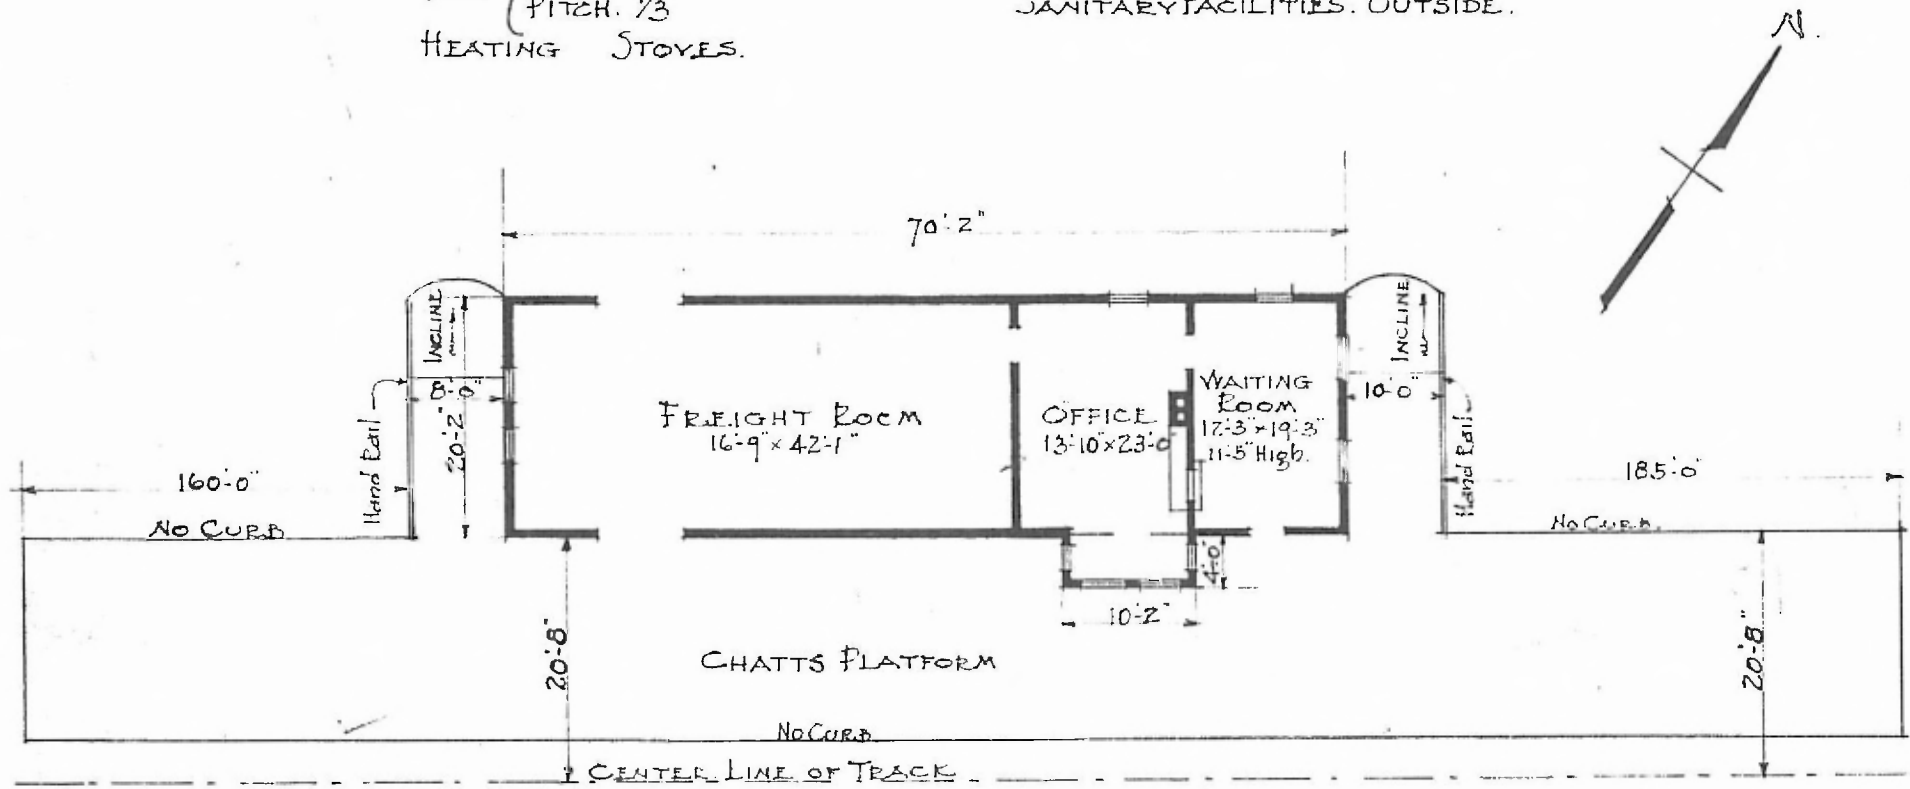 PITCH. 1/3
SANITARY FACILITIES. OUTSIDE.
HEATING STOVES.
N.
70'-2"
INCLINE
INCLINE
8'-0"
20'-2"
Hand Rail
FREIGHT ROOM
16'-9" × 42'-1"
OFFICE
13'-10" × 23'-0"
WAITING
ROOM
12'-3" × 19'-3"
11'-5" High.
10'-0"
Hand Rail
160'-0"
NO CURB
185'-0"
NO CURB.
4'-0"
10'-2"
20'-8"
CHATTS PLATFORM
20'-8"
NO CURB
CENTER LINE OF TRACK